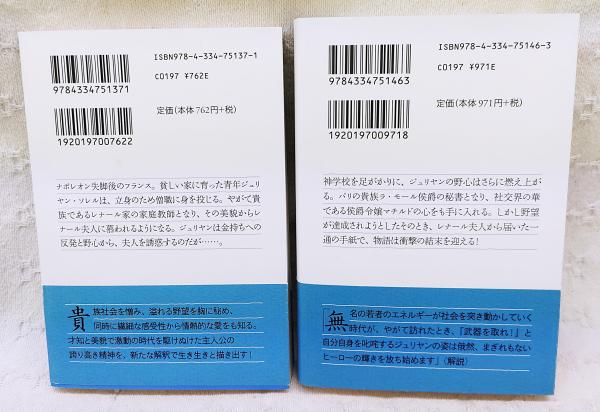 ISBN978-4-334-75137-1
C0197 ¥762E
9784334751371
定価(本体762円+税)
1920197007622
ナポレオン失脚後のフランス。貧しい家に育った青年ジュリ
ヤン・ソレルは、立身のため僧職に身を投じる。やがて貴
族であるレナール家の家庭教師となり、その美貌からレ
ナール夫人に慕われるようになる。ジュリヤンは金持ちへの
反発と野心から、夫人を誘惑するのだが……。
貴族社会を憎み、溢れる野望を胸に秘め、
同時に繊細な感受性から情熱的な愛をも知る。
才知と美貌で激動の時代を駆けぬけた主人公の
誇り高き精神を、新たな解釈で生き生きと描き出す!
ISBN978-4-334-75146-3
C0197 ¥971E
9784334751463
定価(本体971円+税)
1920197009718
神学校を足がかりに、ジュリヤンの野心はさらに燃え上が
る。パリの貴族ラ・モール侯爵の秘書となり、社交界の華
である侯爵令嬢マチルドの心をも手に入れる。しかし野望
が達成されようとしたそのとき、レナール夫人から届いた一
通の手紙で、物語は衝撃の結末を迎える!
「無名の若者のエネルギーが社会を突き動かしていく
時代が、やがて訪れたとき、「武器を取れ!」と
自分自身を叱咤するジュリヤンの姿は俄然、まぎれもない
ヒーローの輝きを放ち始めます」(解説)